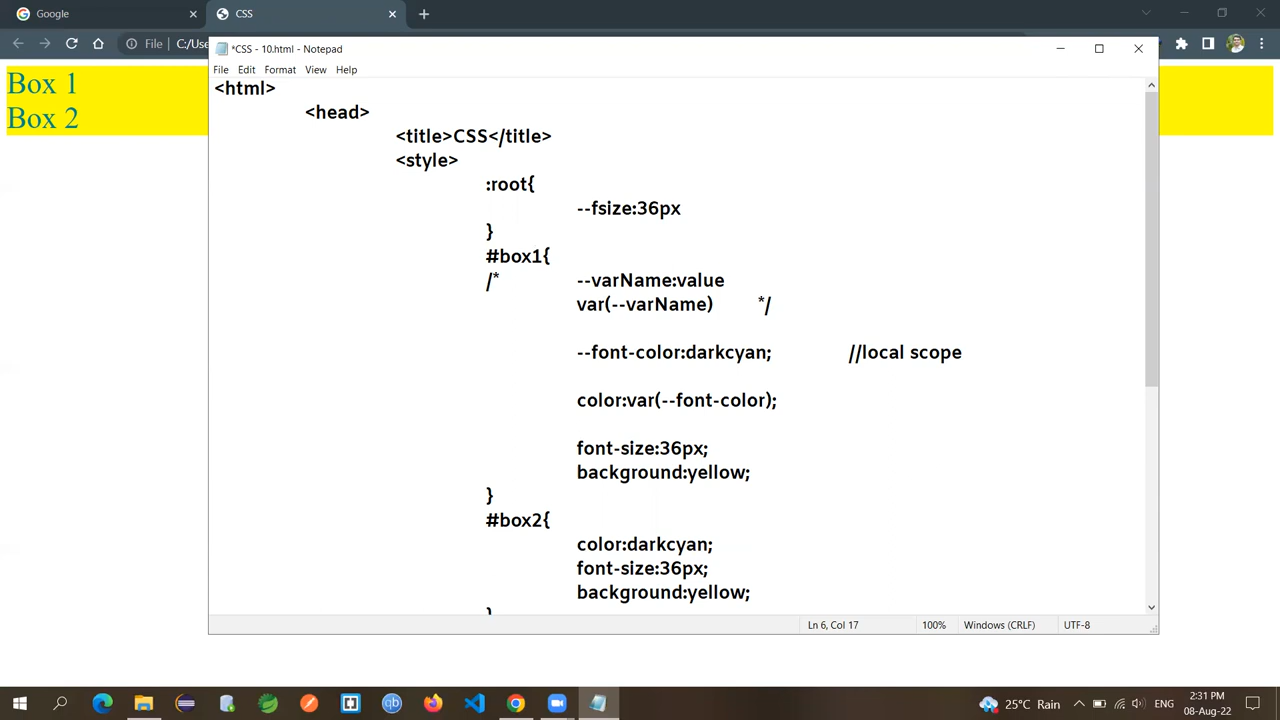 Google
CSS
File
C:/Use
*CSS - 10.html - Notepad
File Edit Format View Help
Box 1
Box 2
<html>
<head>
<title>CSS</title>
<style>
:root{
--fsize:36px
}
#box1{
/* --varName:value
var(--varName) */
--font-color:darkcyan; //local scope
color:var(--font-color);
font-size:36px;
background:yellow;
}
#box2{
color:darkcyan;
font-size:36px;
background:yellow;
}
Ln 6, Col 17 100% Windows (CRLF) UTF-8
qb
25°C Rain
ENG
2:31 PM
08-Aug-22